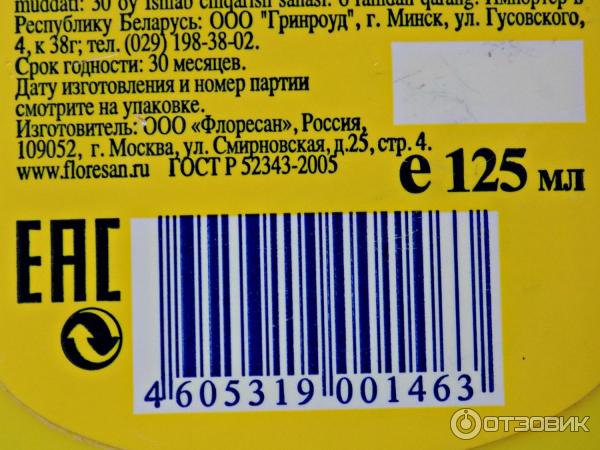 muddati: 30 oy Ishlab chiqarish sanasi: o'ramdan qarang. Импортер в
Республику Беларусь: ООО "Гринроуд", г. Минск, ул. Гусовского,
4, к 38г; тел. (029) 198-38-02.
Срок годности: 30 месяцев.
Дату изготовления и номер партии
смотрите на упаковке.
Изготовитель: ООО «Флоресан», Россия,
109052, г. Москва, ул. Смирновская, д.25, стр. 4.
www.floresan.ru ГОСТ Р 52343-2005
e 125 мл
EAC
4 605319 001463
ОТЗОВИК